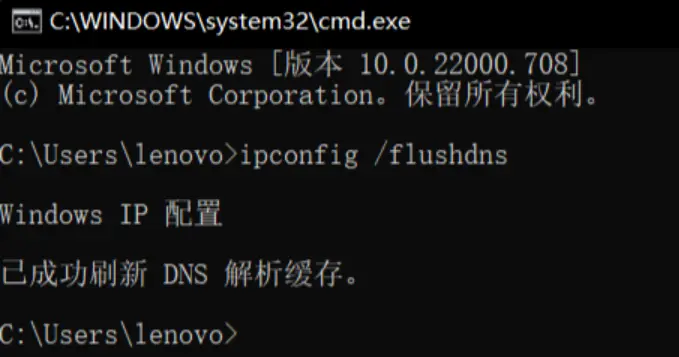 C:\WINDOWS\system32\cmd.exe
Microsoft Windows [版本 10.0.22000.708]
(c) Microsoft Corporation。保留所有权利。
C:\Users\lenovo>ipconfig /flushdns
Windows IP 配置
已成功刷新 DNS 解析缓存。
C:\Users\lenovo>